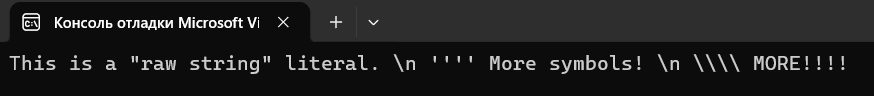 Консоль отладки Microsoft Vi
This is a "raw string" literal. \n '''' More symbols! \n \\\\ MORE!!!!